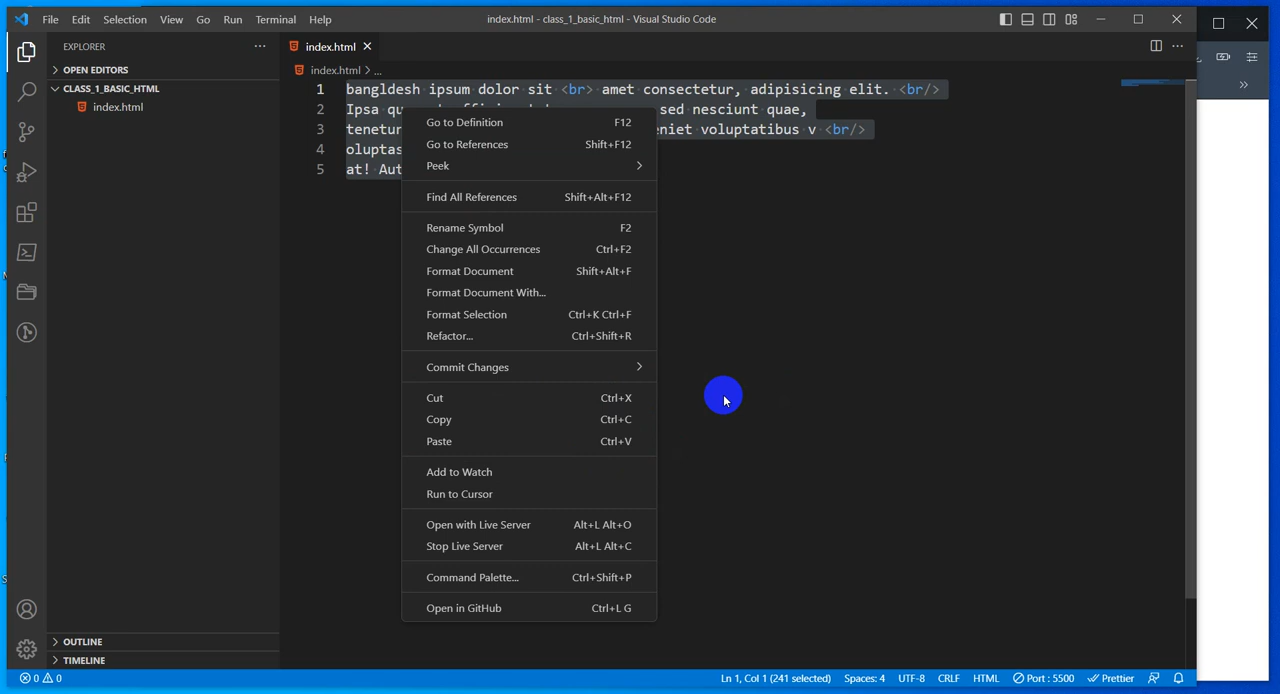 File Edit Selection View Go Run Terminal Help
index.html - class_1_basic_html - Visual Studio Code
EXPLORER
OPEN EDITORS
CLASS_1_BASIC_HTML
index.html
index.html
index.html > ...
1 bangldesh ipsum dolor sit <br> amet consectetur, adipisicing elit. <br/>
2 Ipsa sed nesciunt quae,
3 tenetur voluptatibus v <br/>
4 oluptas
5 at! Aut
Go to Definition F12
Go to References Shift+F12
Peek
Find All References Shift+Alt+F12
Rename Symbol F2
Change All Occurrences Ctrl+F2
Format Document Shift+Alt+F
Format Document With...
Format Selection Ctrl+K Ctrl+F
Refactor... Ctrl+Shift+R
Commit Changes
Cut Ctrl+X
Copy Ctrl+C
Paste Ctrl+V
Add to Watch
Run to Cursor
Open with Live Server Alt+L Alt+O
Stop Live Server Alt+L Alt+C
Command Palette... Ctrl+Shift+P
Open in GitHub Ctrl+L G
OUTLINE
TIMELINE
0 0
Ln 1, Col 1 (241 selected) Spaces: 4 UTF-8 CRLF HTML Port : 5500 Prettier